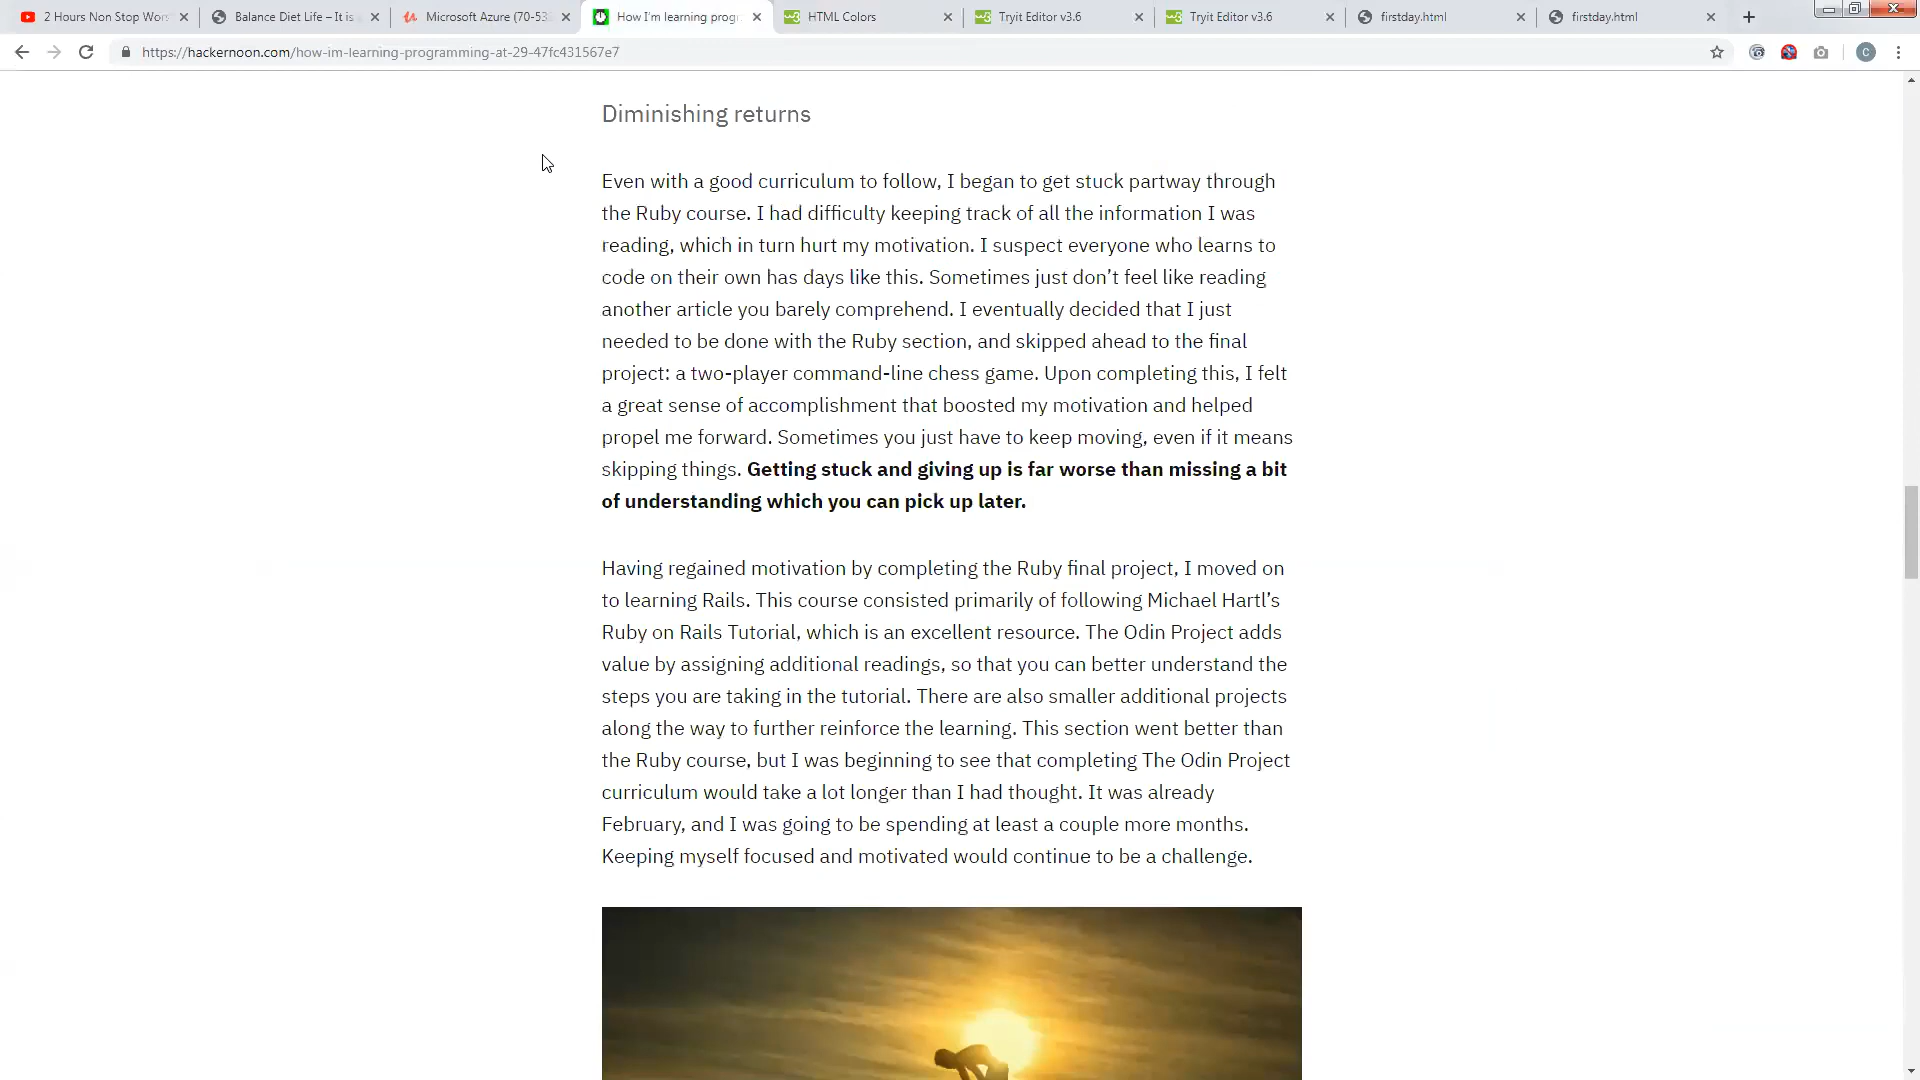 2 Hours Non Stop Wors
Balance Diet Life – It is
Microsoft Azure (70-53
How I'm learning progr
HTML Colors
Tryit Editor v3.6
Tryit Editor v3.6
firstday.html
firstday.html
https://hackernoon.com/how-im-learning-programming-at-29-47fc431567e7
C
Diminishing returns
Even with a good curriculum to follow, I began to get stuck partway through
the Ruby course. I had difficulty keeping track of all the information I was
reading, which in turn hurt my motivation. I suspect everyone who learns to
code on their own has days like this. Sometimes just don’t feel like reading
another article you barely comprehend. I eventually decided that I just
needed to be done with the Ruby section, and skipped ahead to the final
project: a two-player command-line chess game. Upon completing this, I felt
a great sense of accomplishment that boosted my motivation and helped
propel me forward. Sometimes you just have to keep moving, even if it means
skipping things. Getting stuck and giving up is far worse than missing a bit
of understanding which you can pick up later.
Having regained motivation by completing the Ruby final project, I moved on
to learning Rails. This course consisted primarily of following Michael Hartl’s
Ruby on Rails Tutorial, which is an excellent resource. The Odin Project adds
value by assigning additional readings, so that you can better understand the
steps you are taking in the tutorial. There are also smaller additional projects
along the way to further reinforce the learning. This section went better than
the Ruby course, but I was beginning to see that completing The Odin Project
curriculum would take a lot longer than I had thought. It was already
February, and I was going to be spending at least a couple more months.
Keeping myself focused and motivated would continue to be a challenge.